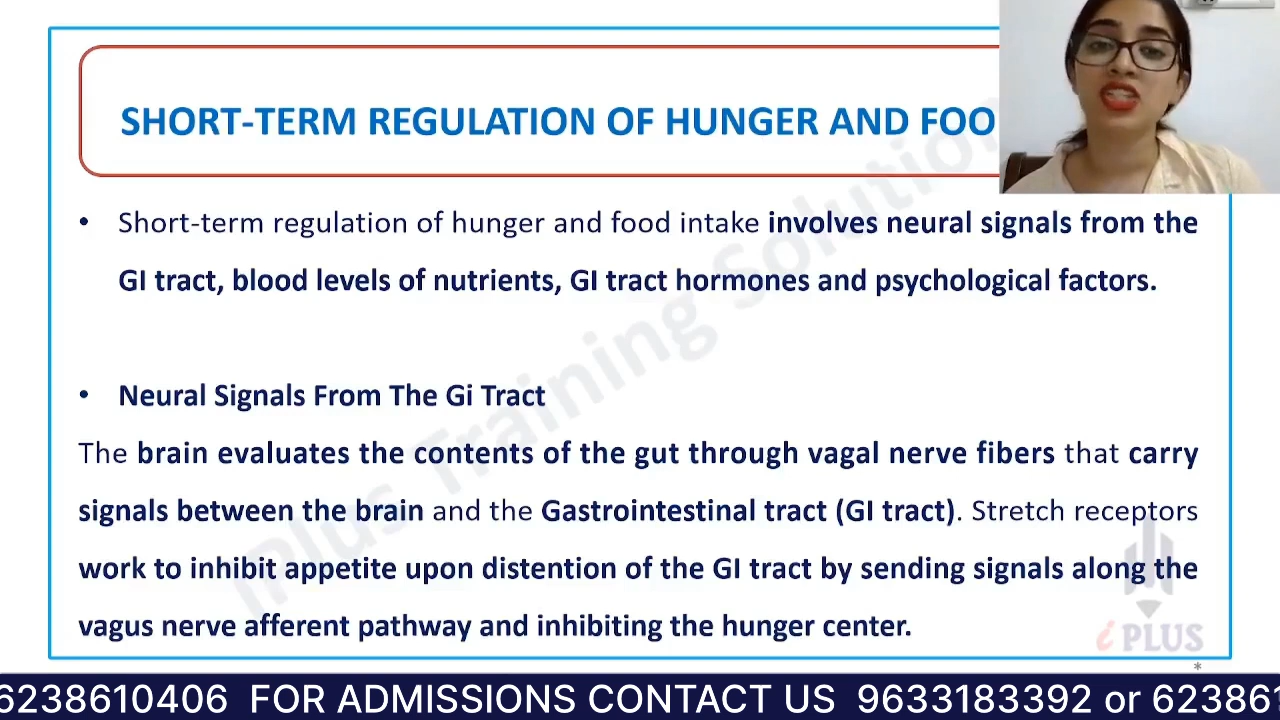 SHORT-TERM REGULATION OF HUNGER AND FOO
• Short-term regulation of hunger and food intake involves neural signals from the
GI tract, blood levels of nutrients, GI tract hormones and psychological factors.
• Neural Signals From The Gi Tract
The brain evaluates the contents of the gut through vagal nerve fibers that carry
signals between the brain and the Gastrointestinal tract (GI tract). Stretch receptors
work to inhibit appetite upon distention of the GI tract by sending signals along the
vagus nerve afferent pathway and inhibiting the hunger center.
Iplus Training Solution
iPLUS
*
6238610406 FOR ADMISSIONS CONTACT US 9633183392 or 62386